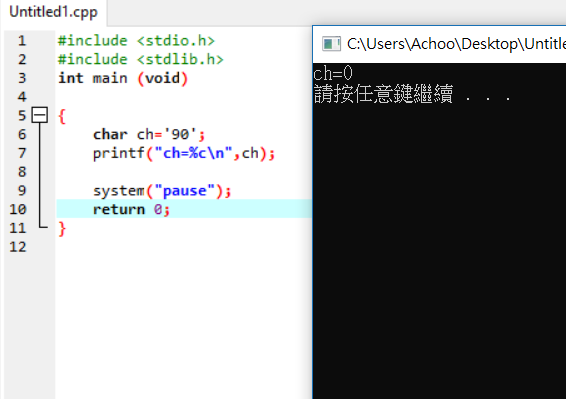 Untitled1.cpp
1 #include <stdio.h>
2 #include <stdlib.h>
3 int main (void)
4
5 {
6 char ch='90';
7 printf("ch=%c\n",ch);
8
9 system("pause");
10 return 0;
11 }
12
C:\Users\Achoo\Desktop\Untitle
ch=0
請按任意鍵繼續 . . .